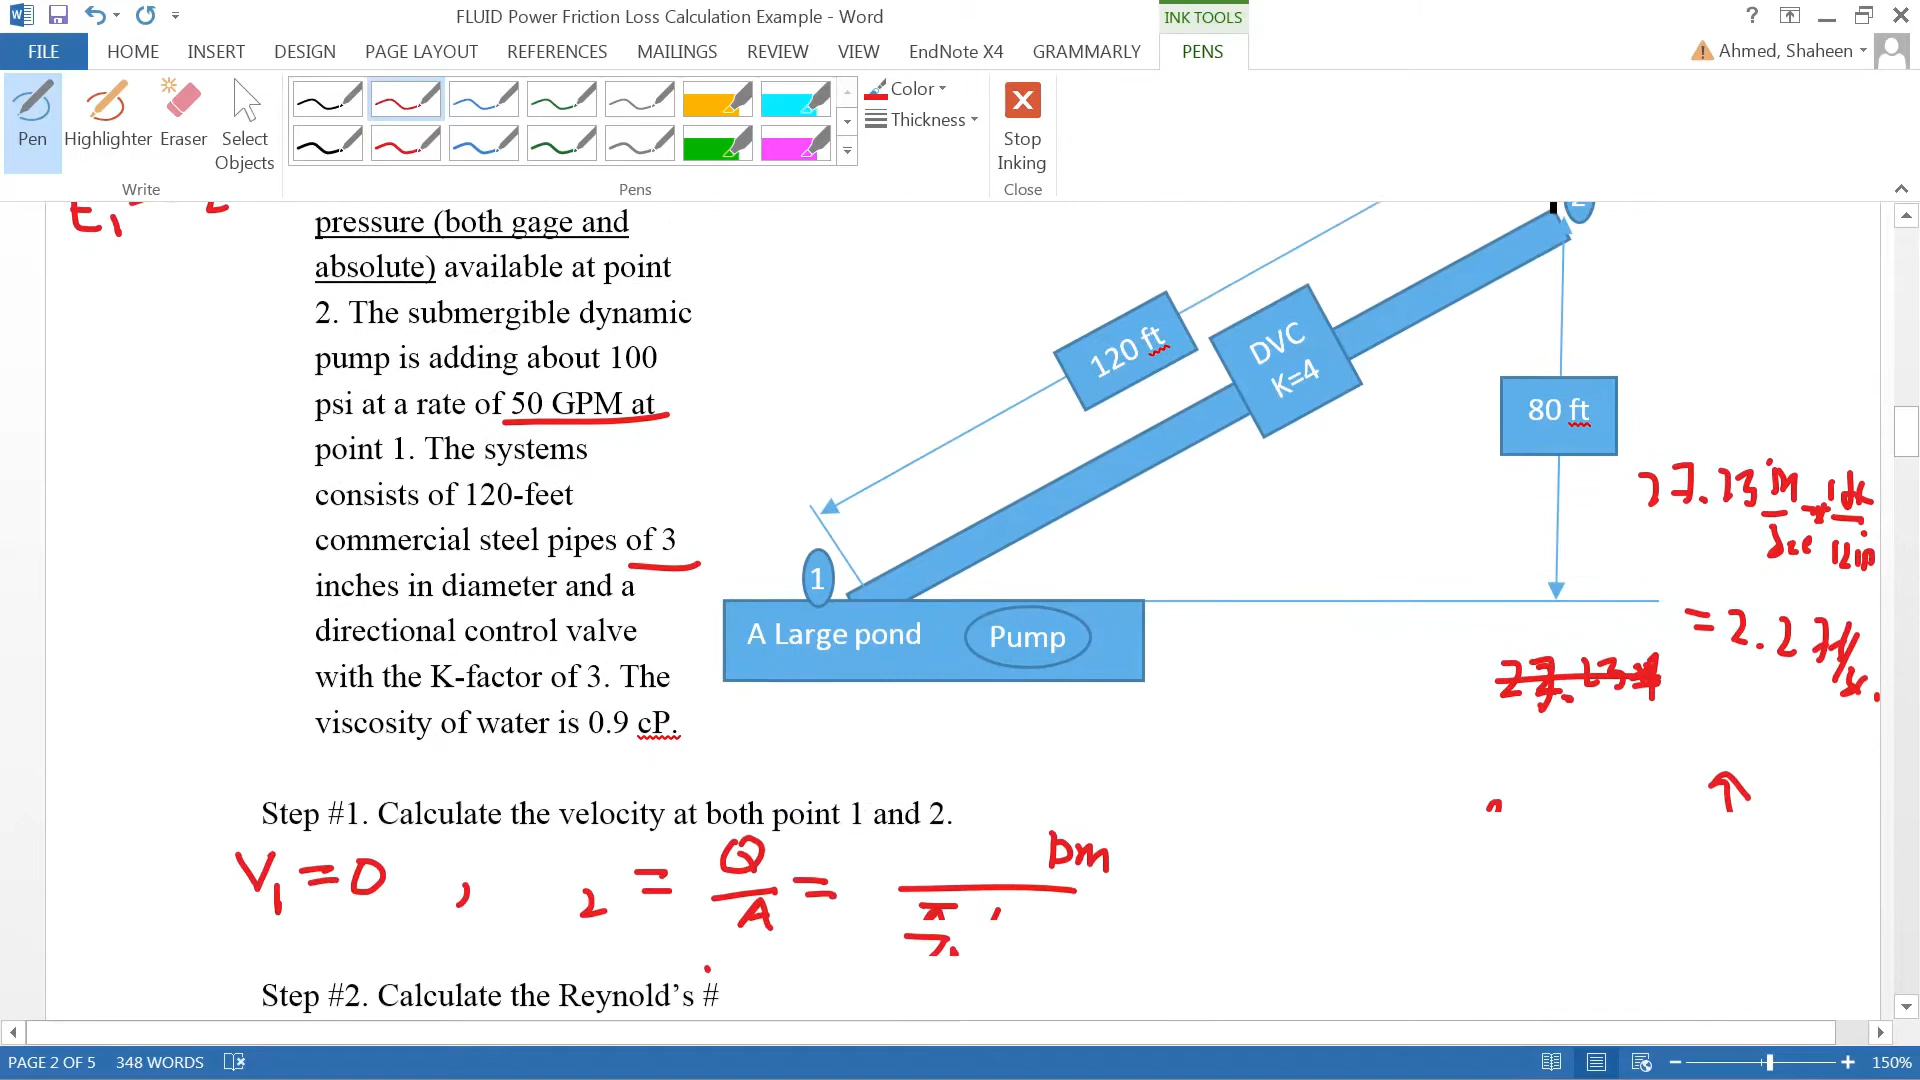 FLUID Power Friction Loss Calculation Example - Word
INK TOOLS
FILE HOME INSERT DESIGN PAGE LAYOUT REFERENCES MAILINGS REVIEW VIEW EndNote X4 GRAMMARLY PENS
Ahmed, Shaheen
Pen
Highlighter
Eraser
Select Objects
Color
Thickness
Stop Inking
Write
Pens
Close
pressure (both gage and
absolute) available at point
2. The submergible dynamic
pump is adding about 100
psi at a rate of 50 GPM at
point 1. The systems
consists of 120-feet
commercial steel pipes of 3
inches in diameter and a
directional control valve
with the K-factor of 3. The
viscosity of water is 0.9 cP.
120 ft
DVC
K=4
80 ft
1
A Large pond
Pump
= 2.27
Step #1. Calculate the velocity at both point 1 and 2.
V1 = 0 , 2 = Q/A =
Step #2. Calculate the Reynold’s #
PAGE 2 OF 5 348 WORDS
150%